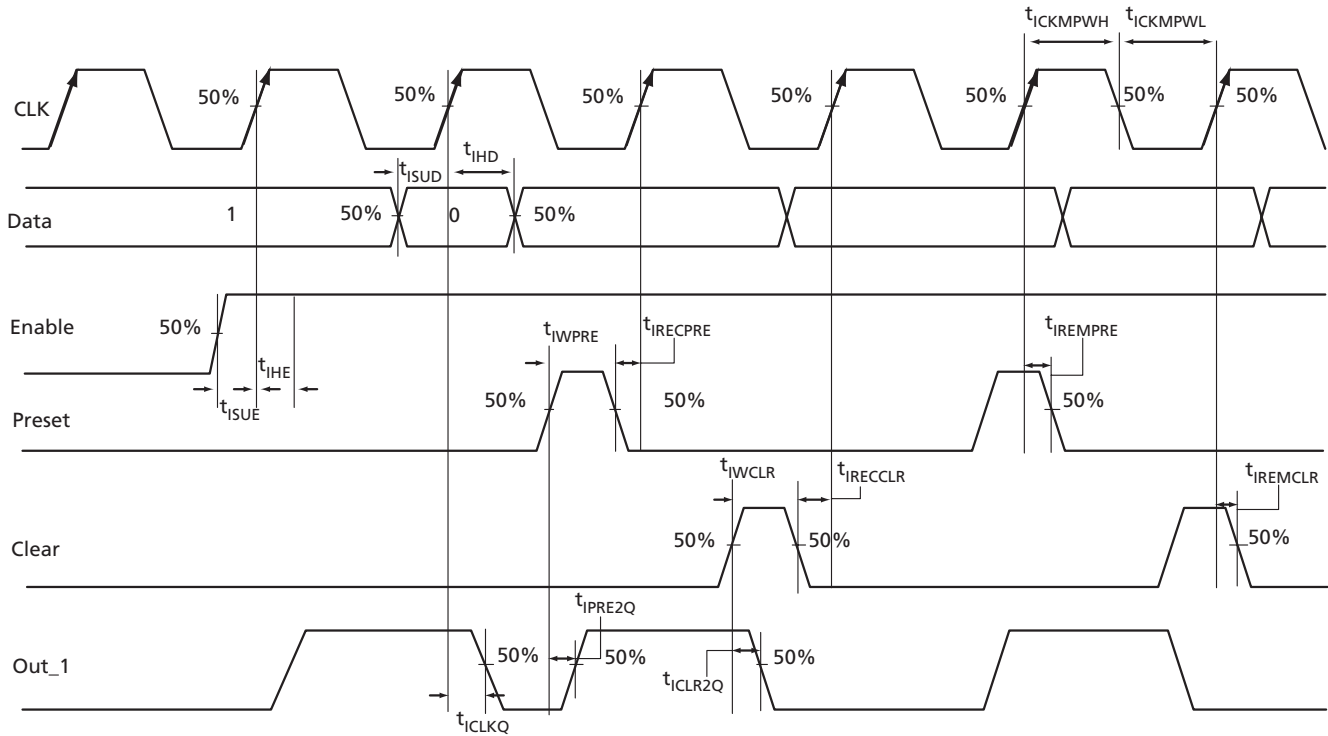 tICKMPWH tICKMPWL
CLK 50% 50% 50% 50% 50% 50% 50%
tISUD tIHD
Data 1 50% 0 50%
Enable 50%
tIHE
tISUE
tIWPRE tIRECPRE tIREMPRE
Preset 50% 50% 50%
tIWCLR tIRECCLR tIREMCLR
Clear 50% 50% 50%
tIPRE2Q
Out_1 50% 50% 50%
tICLR2Q
tICLKQ